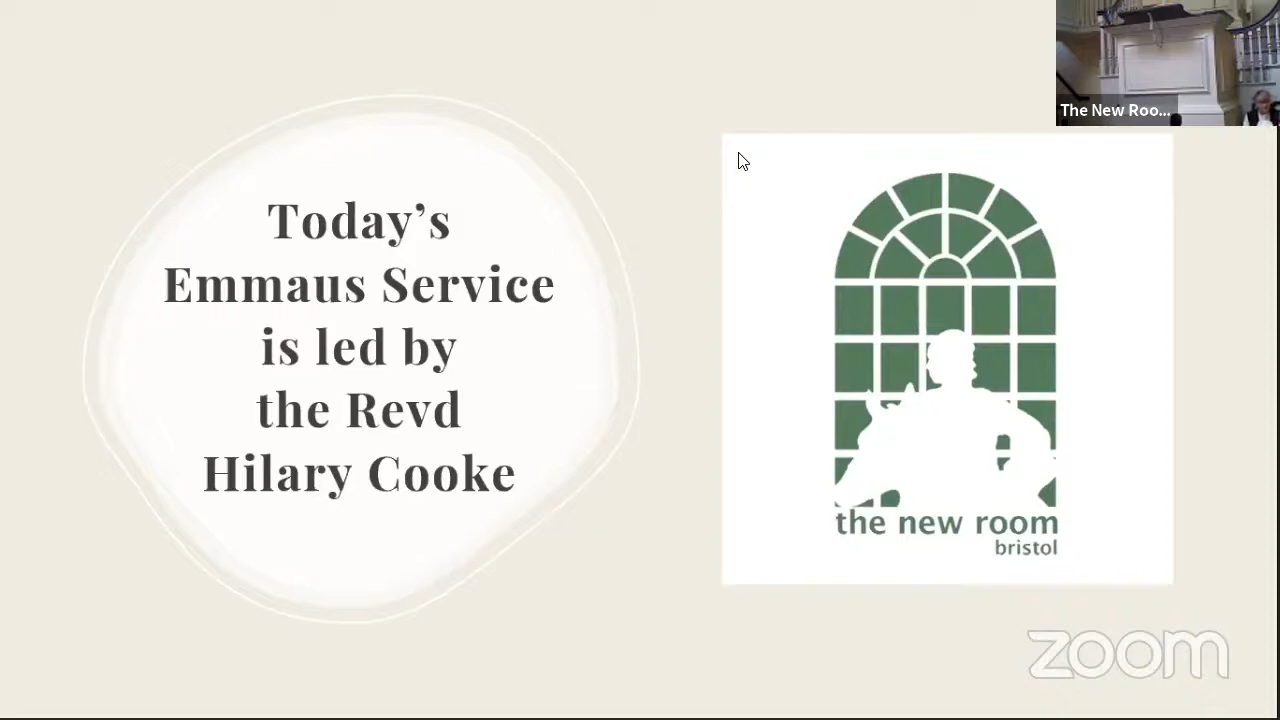 The New Roo...
Today’s
Emmaus Service
is led by
the Revd
Hilary Cooke
the new room
bristol
zoom